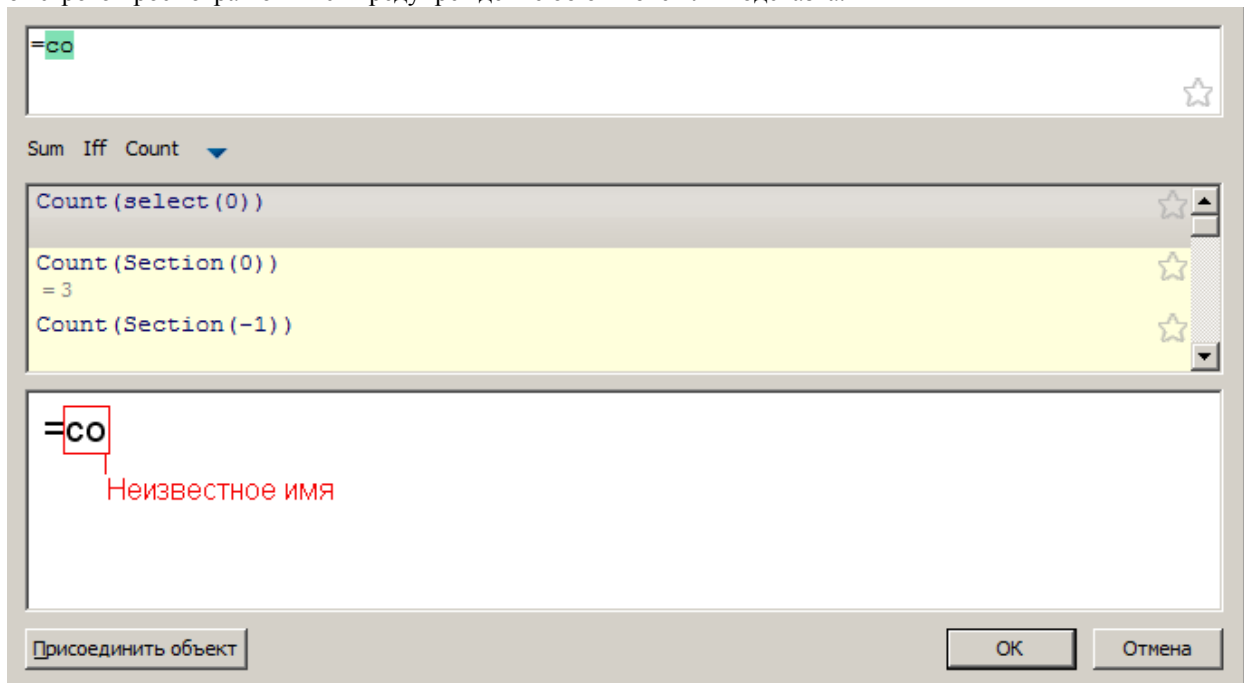 =co
Sum Iff Count
Count(select(0))
Count(Section(0))
= 3
Count(Section(-1))
=co
Неизвестное имя
Присоединить объект
ОК
Отмена